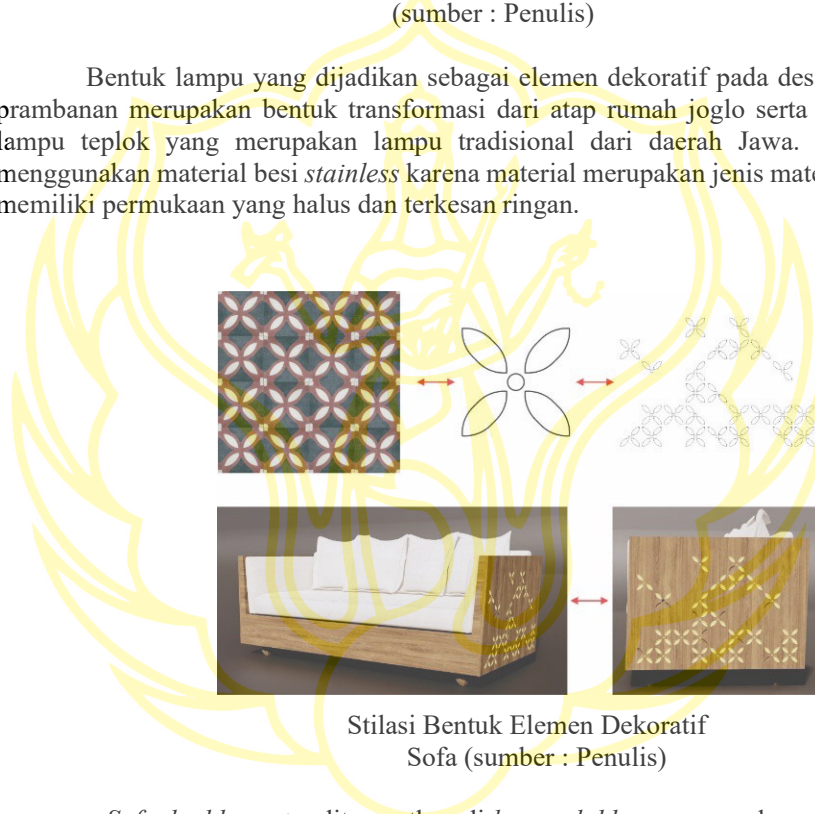 (sumber : Penulis)
Bentuk lampu yang dijadikan sebagai elemen dekoratif pada
prambanan merupakan bentuk transformasi dari atap rumah joglo serta
lampu teplok yang merupakan lampu tradisional dari daerah Jawa.
menggunakan material besi stainless karena material merupakan jenis
memiliki permukaan yang halus dan terkesan ringan.
Stilasi Bentuk Elemen Dekoratif
Sofa (sumber : Penulis)